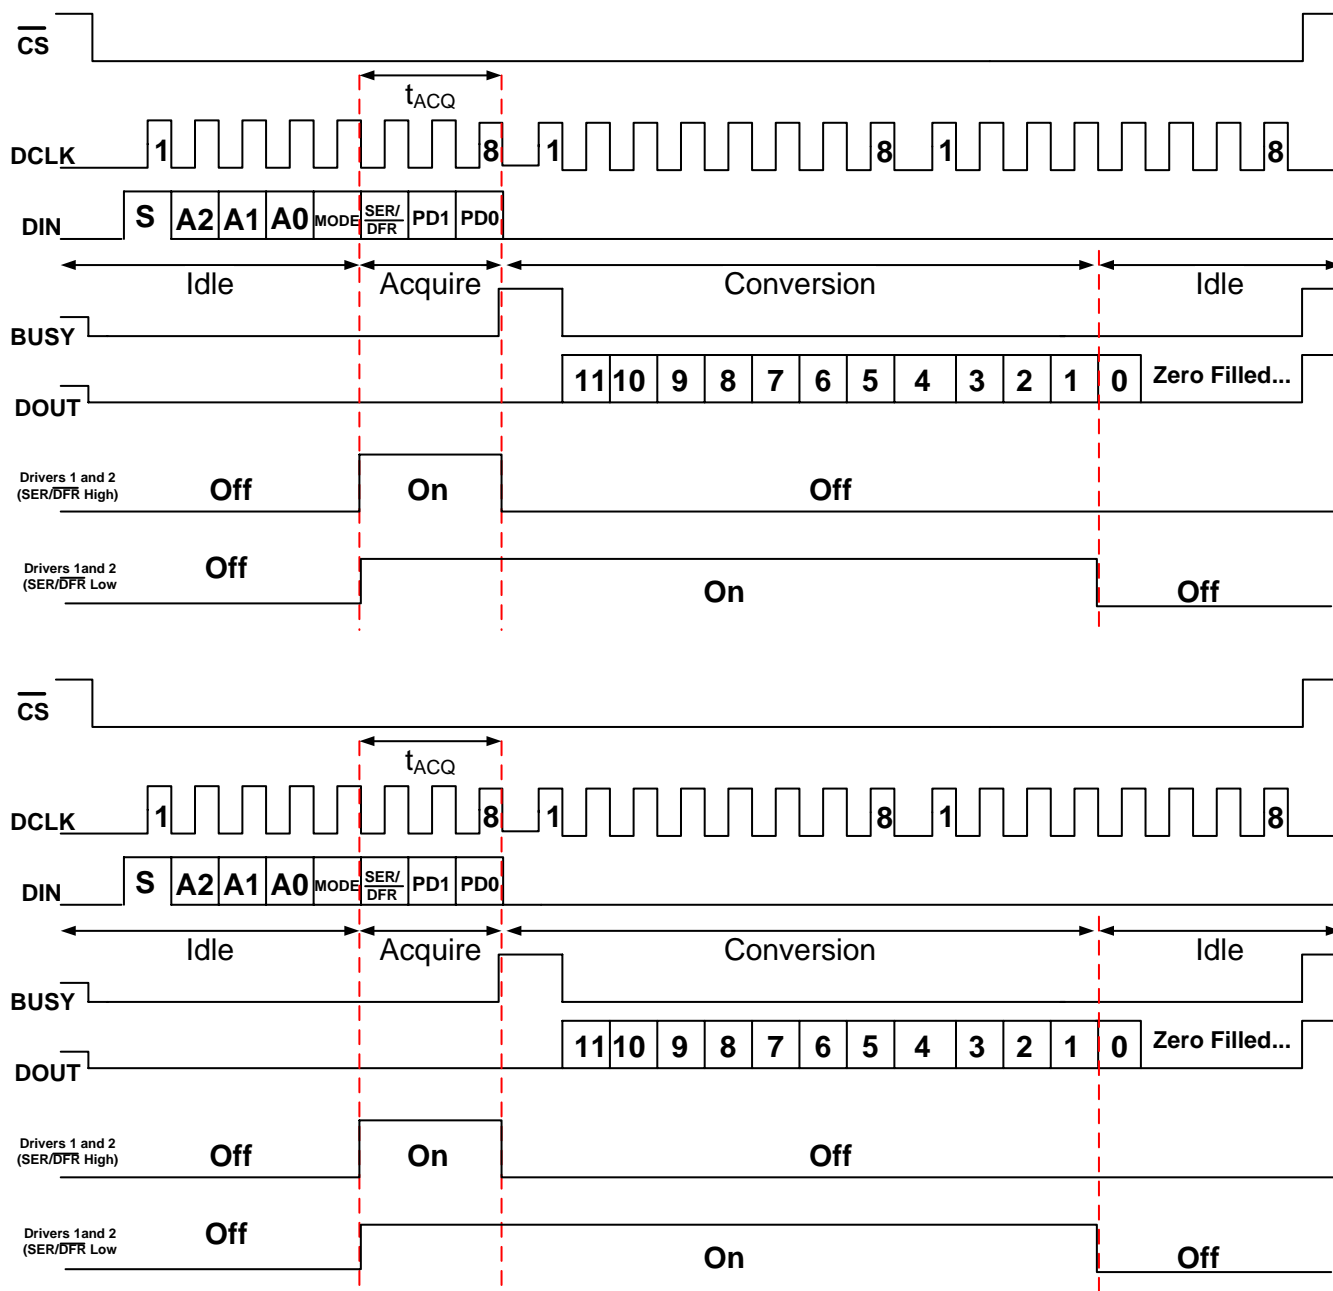 CS
tACQ
DCLK 1 8 1 8 1 8
DIN S A2 A1 A0 MODE SER/DFR PD1 PD0
Idle Acquire Conversion Idle
BUSY
DOUT 11 10 9 8 7 6 5 4 3 2 1 0 Zero Filled...
Drivers 1 and 2
(SER/DFR High)
Off On Off
Drivers 1and 2
(SER/DFR Low
Off On Off
CS
tACQ
DCLK 1 8 1 8 1 8
DIN S A2 A1 A0 MODE SER/DFR PD1 PD0
Idle Acquire Conversion Idle
BUSY
DOUT 11 10 9 8 7 6 5 4 3 2 1 0 Zero Filled...
Drivers 1 and 2
(SER/DFR High)
Off On Off
Drivers 1and 2
(SER/DFR Low
Off On Off